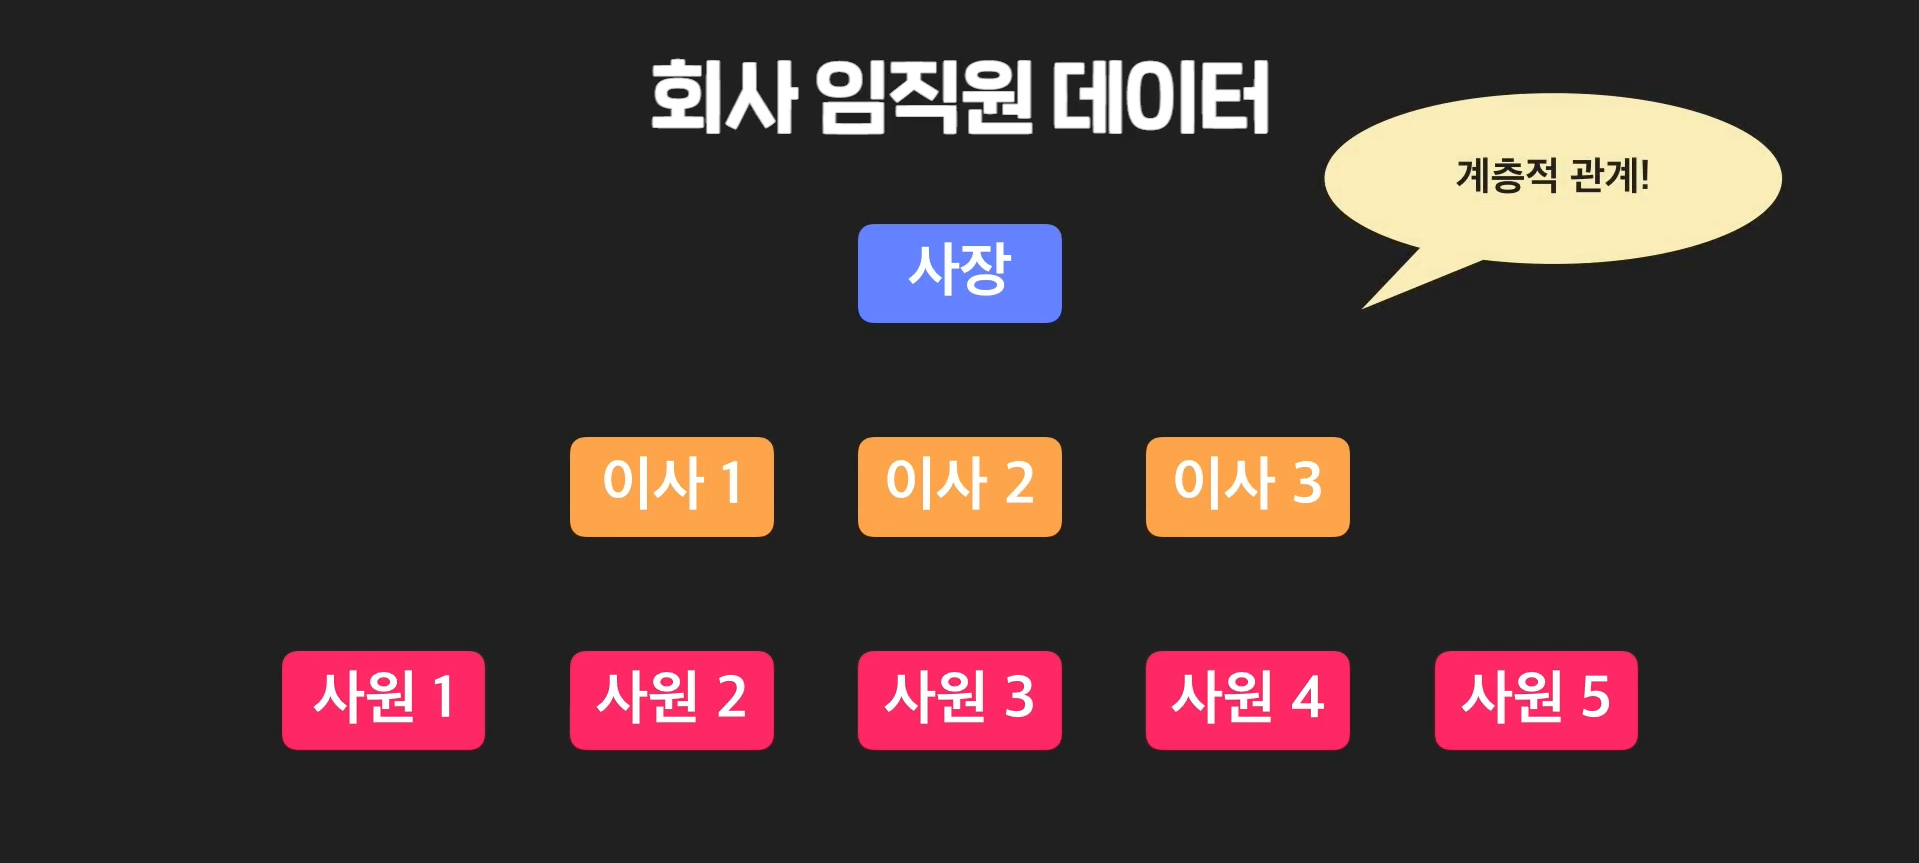 회사 임직원 데이터
계층적 관계!
사장
이사 1
이사 2
이사 3
사원 1
사원 2
사원 3
사원 4
사원 5